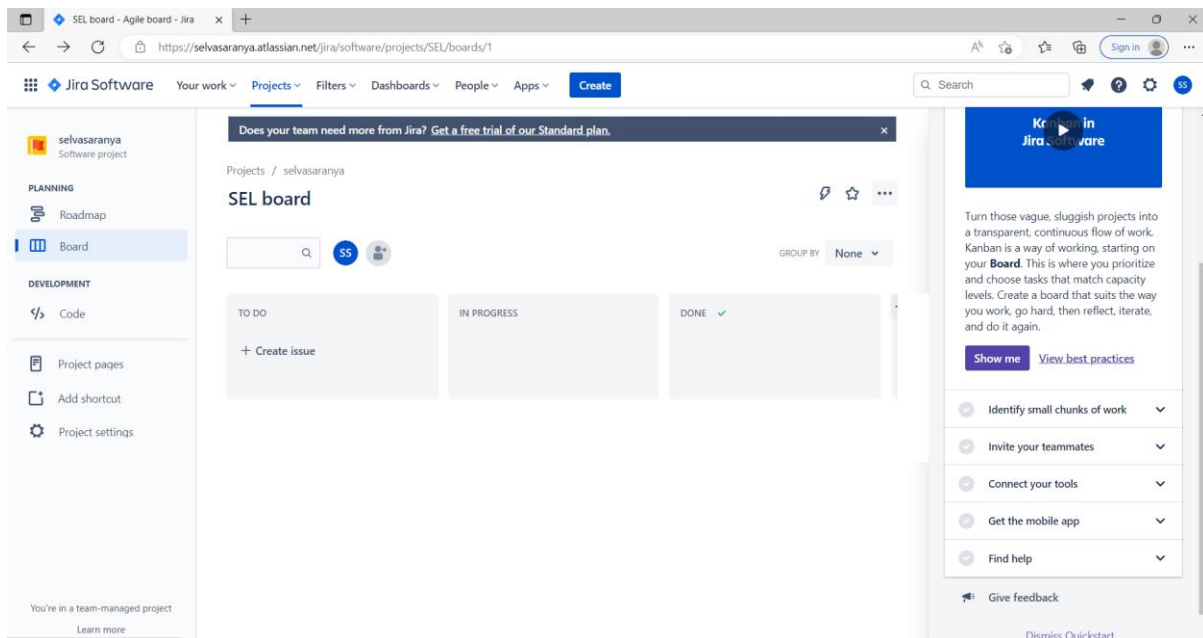 SEL board - Agile board - Jira
https://selvasaranya.atlassian.net/jira/software/projects/SEL/boards/1
Sign in
Jira Software Your work Projects Filters Dashboards People Apps Create Search SS
selvasaranya
Software project
PLANNING
Roadmap
Board
DEVELOPMENT
Code
Project pages
Add shortcut
Project settings
You're in a team-managed project
Learn more
Does your team need more from Jira? Get a free trial of our Standard plan.
Projects / selvasaranya
SEL board
SS
GROUP BY None
TO DO IN PROGRESS DONE
+ Create issue
Kanban in
Jira Software
Turn those vague, sluggish projects into
a transparent, continuous flow of work.
Kanban is a way of working, starting on
your Board. This is where you prioritize
and choose tasks that match capacity
levels. Create a board that suits the way
you work, go hard, then reflect, iterate,
and do it again.
Show me View best practices
Identify small chunks of work
Invite your teammates
Connect your tools
Get the mobile app
Find help
Give feedback
Dismiss Quickstart